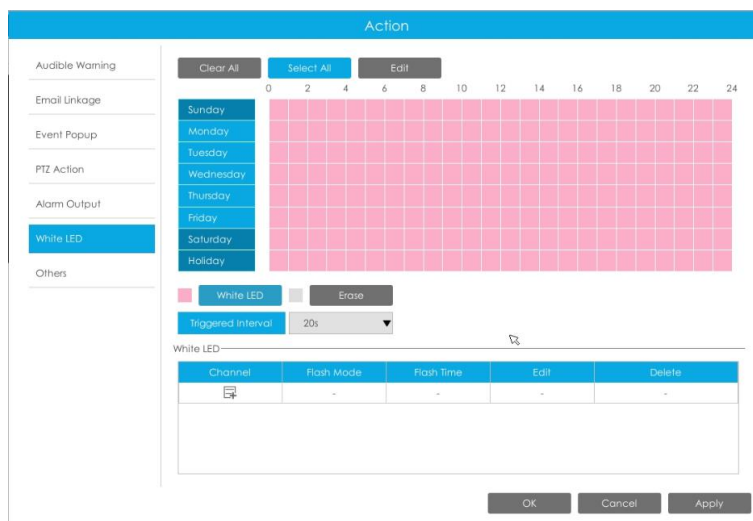 Action
Audible Warning
Email Linkage
Event Popup
PTZ Action
Alarm Output
White LED
Others
Clear All Select All Edit
0 2 4 6 8 10 12 14 16 18 20 22 24
Sunday
Monday
Tuesday
Wednesday
Thursday
Friday
Saturday
Holiday
White LED Erase
Triggered Interval 20s
White LED
Channel Flash Mode Flash Time Edit Delete
- - - -
OK Cancel Apply